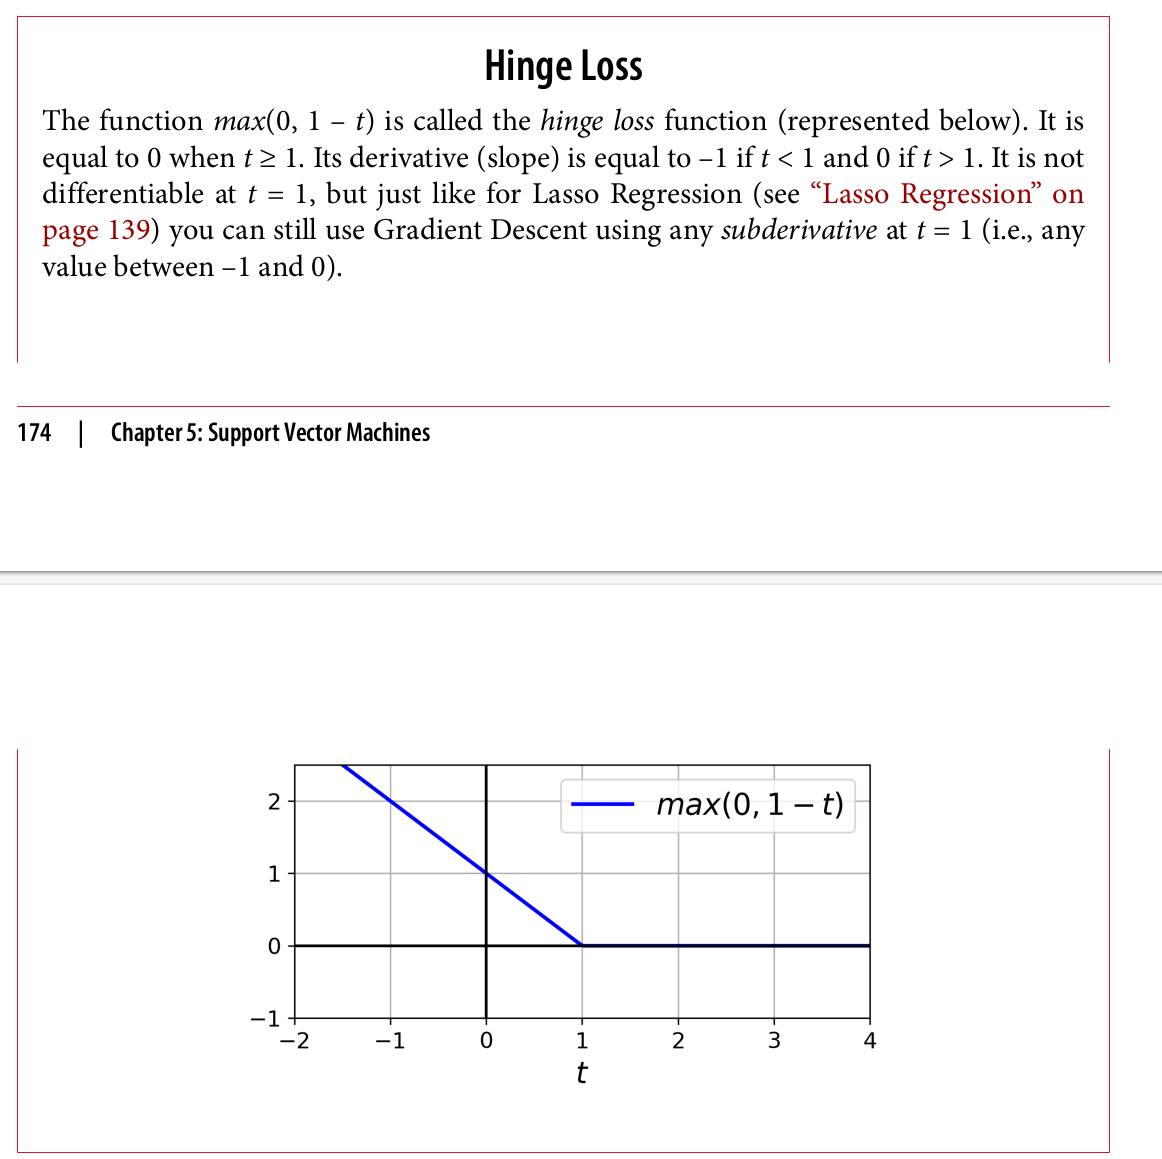 Hinge Loss
The function max(0, 1 – t) is called the hinge loss function (represented below). It is
equal to 0 when t ≥ 1. Its derivative (slope) is equal to –1 if t < 1 and 0 if t > 1. It is not
differentiable at t = 1, but just like for Lasso Regression (see “Lasso Regression” on
page 139) you can still use Gradient Descent using any subderivative at t = 1 (i.e., any
value between –1 and 0).
174 | Chapter 5: Support Vector Machines
max(0, 1 − t)
2
1
0
−1
−2 −1 0 1 2 3 4
t